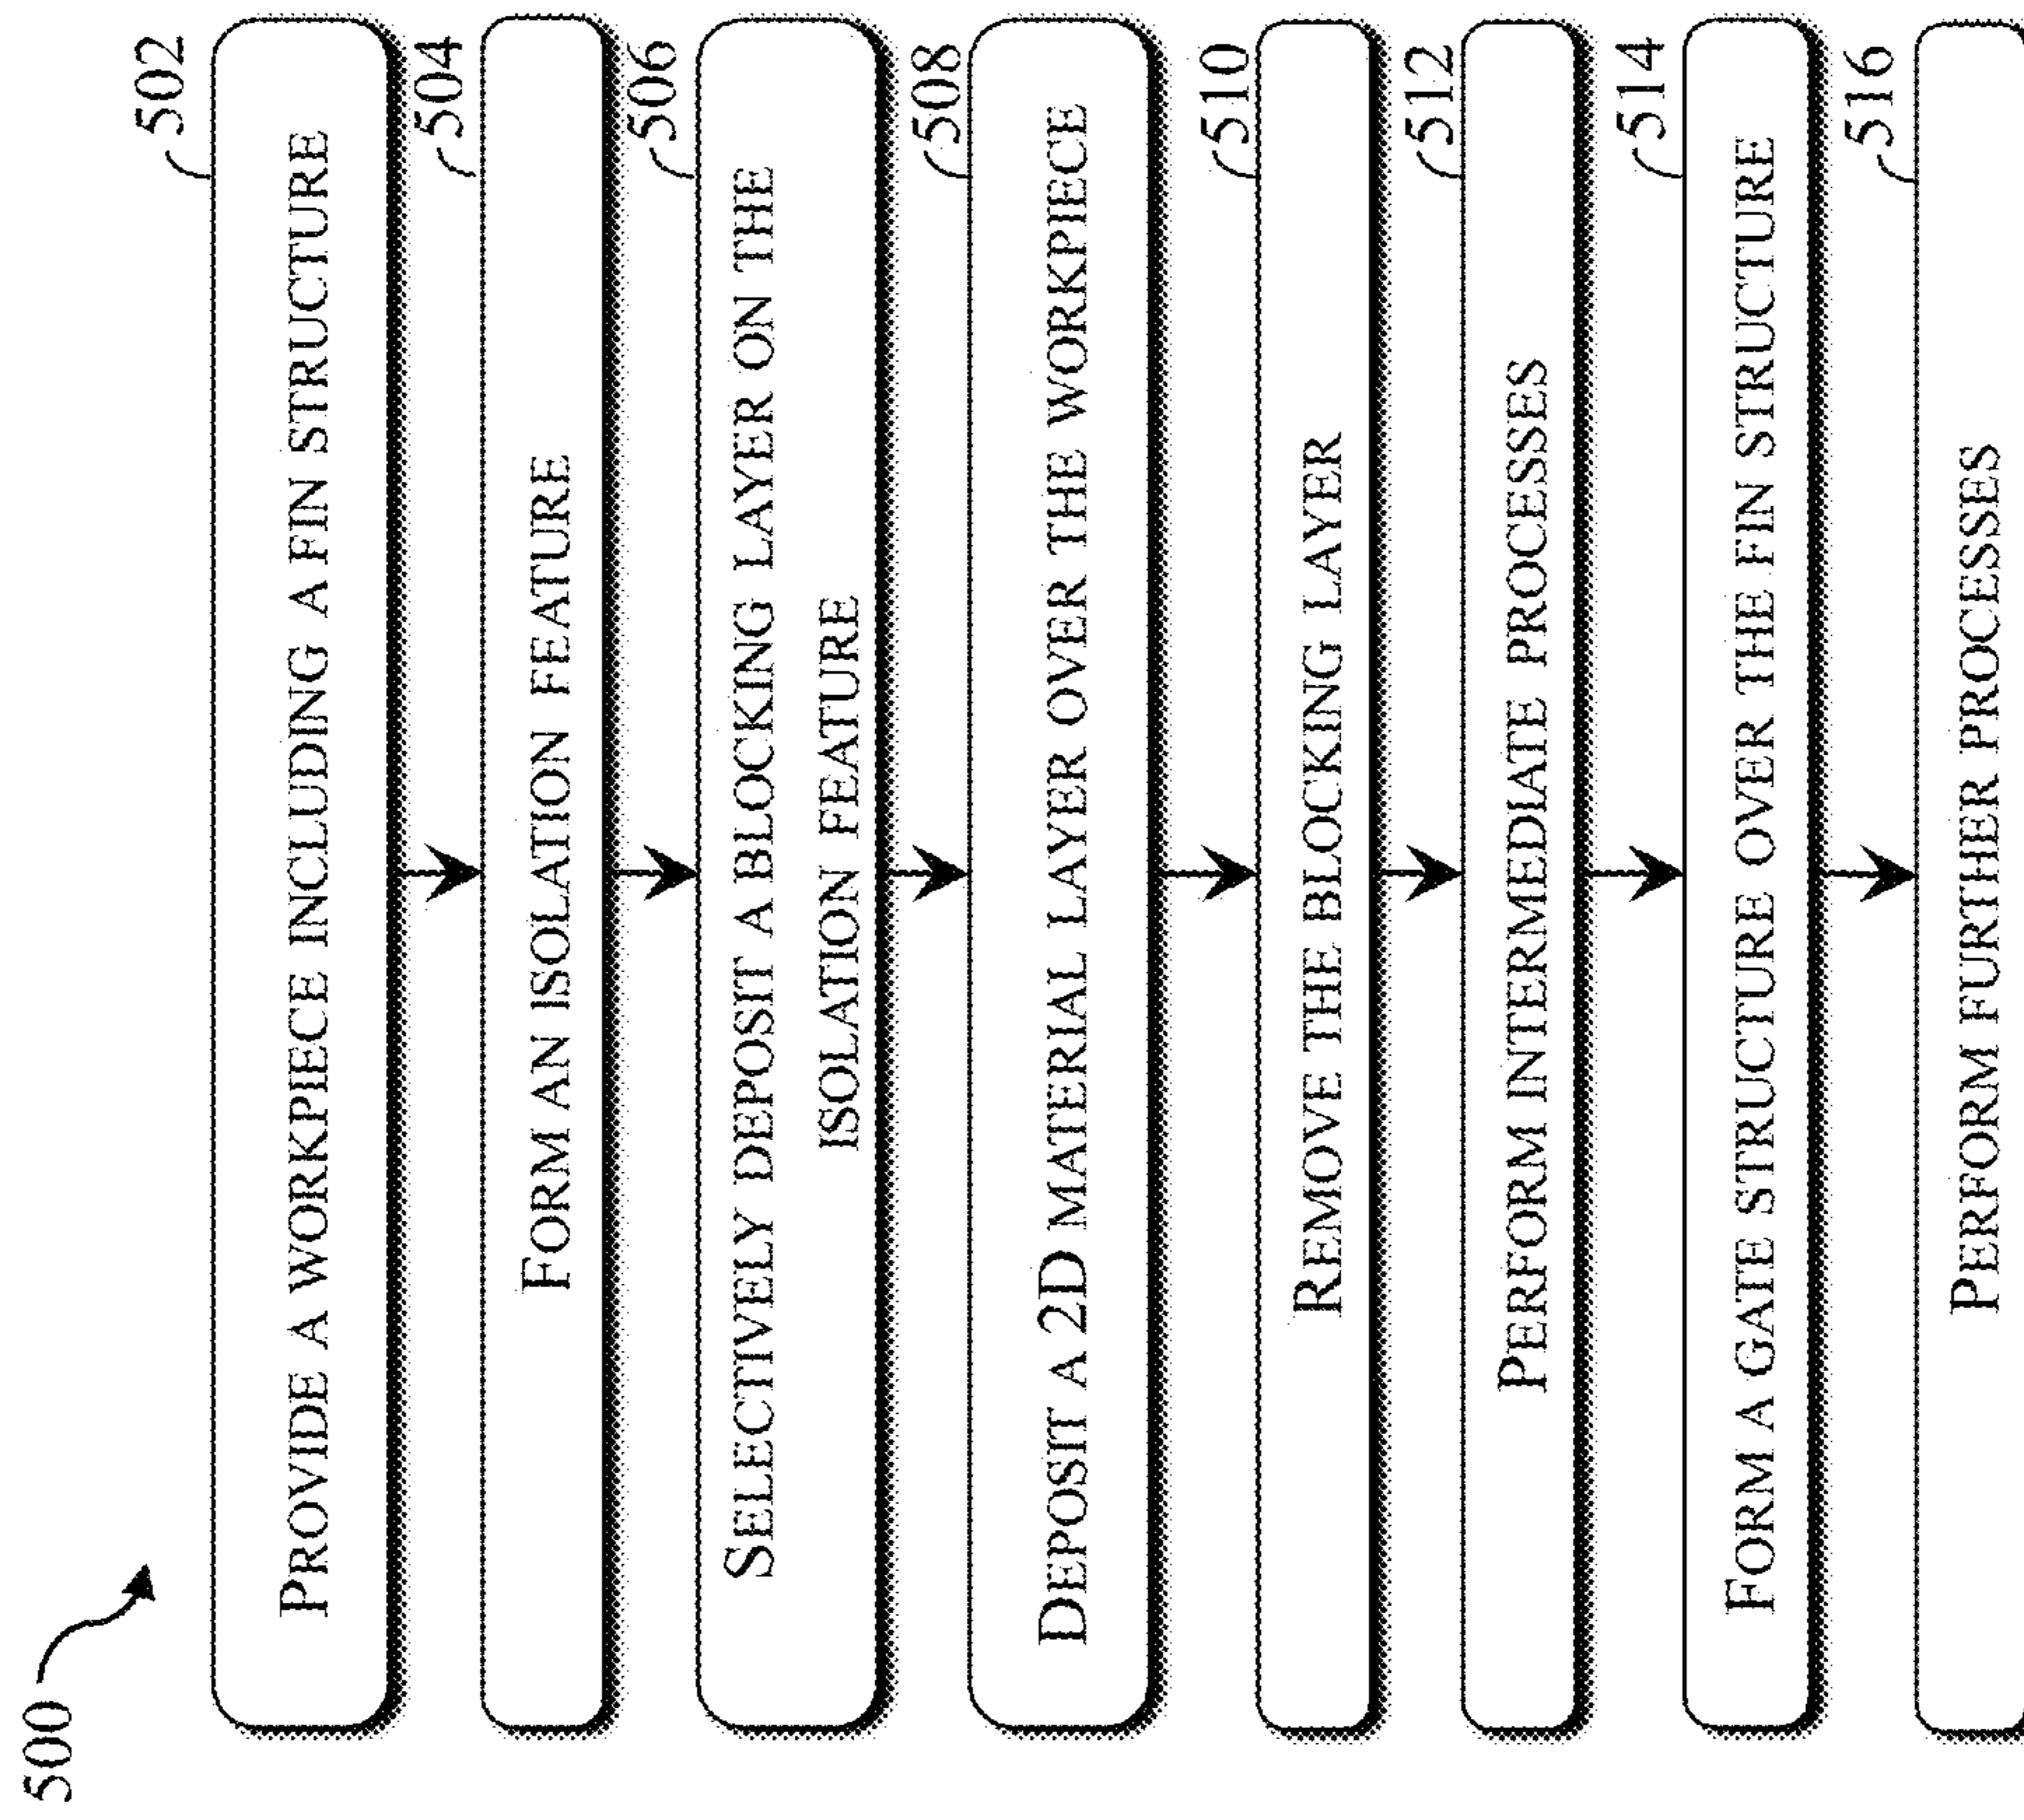 500
502
PROVIDE A WORKPIECE INCLUDING A FIN STRUCTURE
504
FORM AN ISOLATION FEATURE
506
SELECTIVELY DEPOSIT A BLOCKING LAYER ON THE
ISOLATION FEATURE
508
DEPOSIT A 2D MATERIAL LAYER OVER THE WORKPIECE
510
REMOVE THE BLOCKING LAYER
512
PERFORM INTERMEDIATE PROCESSES
514
FORM A GATE STRUCTURE OVER THE FIN STRUCTURE
516
PERFORM FURTHER PROCESSES